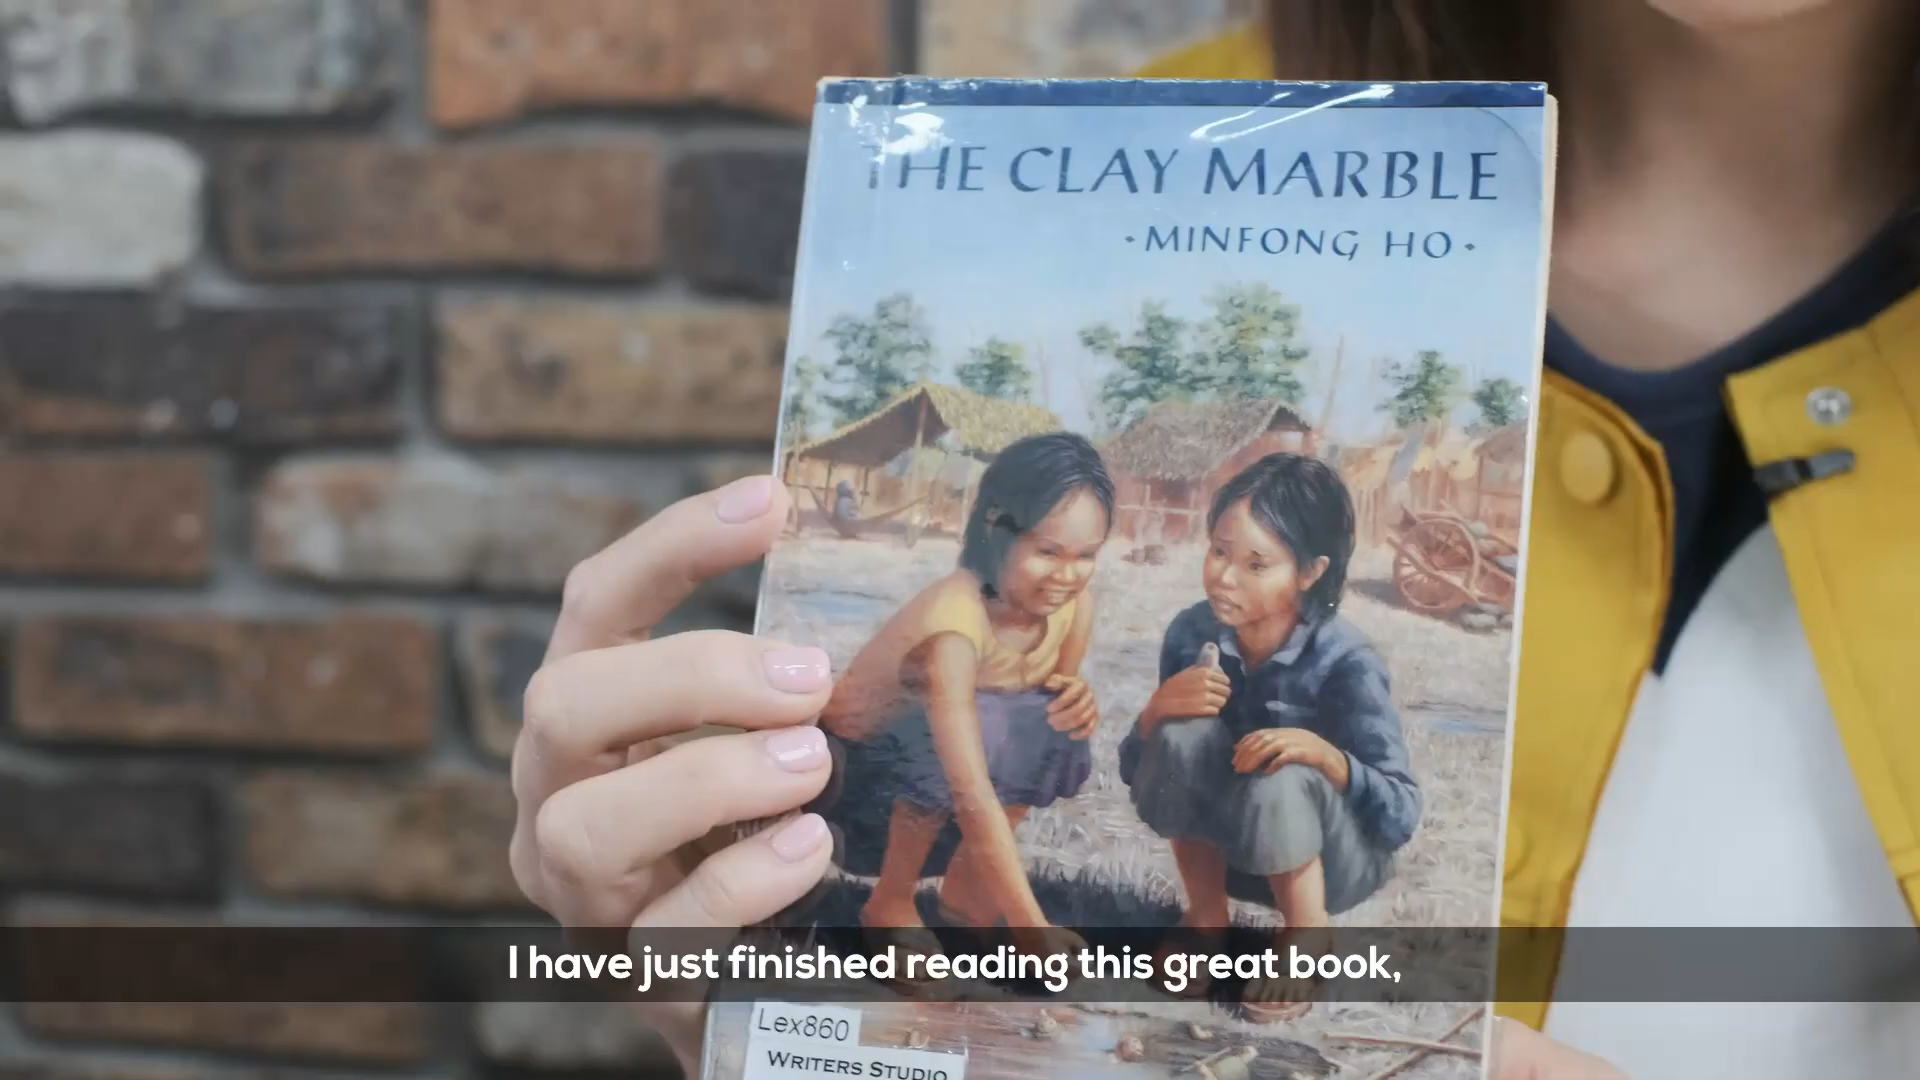 THE CLAY MARBLE
·MINFONG HO·
I have just finished reading this great book,
Lex860
WRITERS STUDIO